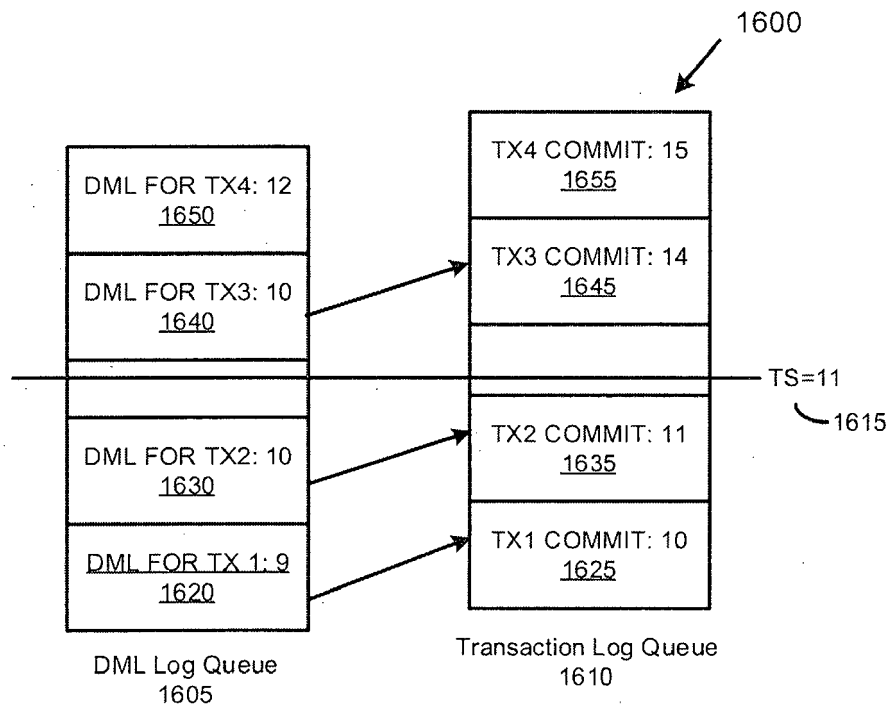 1600
DML FOR TX4: 12
1650
DML FOR TX3: 10
1640
DML FOR TX2: 10
1630
DML FOR TX 1: 9
1620
DML Log Queue
1605
TX4 COMMIT: 15
1655
TX3 COMMIT: 14
1645
TX2 COMMIT: 11
1635
TX1 COMMIT: 10
1625
Transaction Log Queue
1610
TS=11
1615